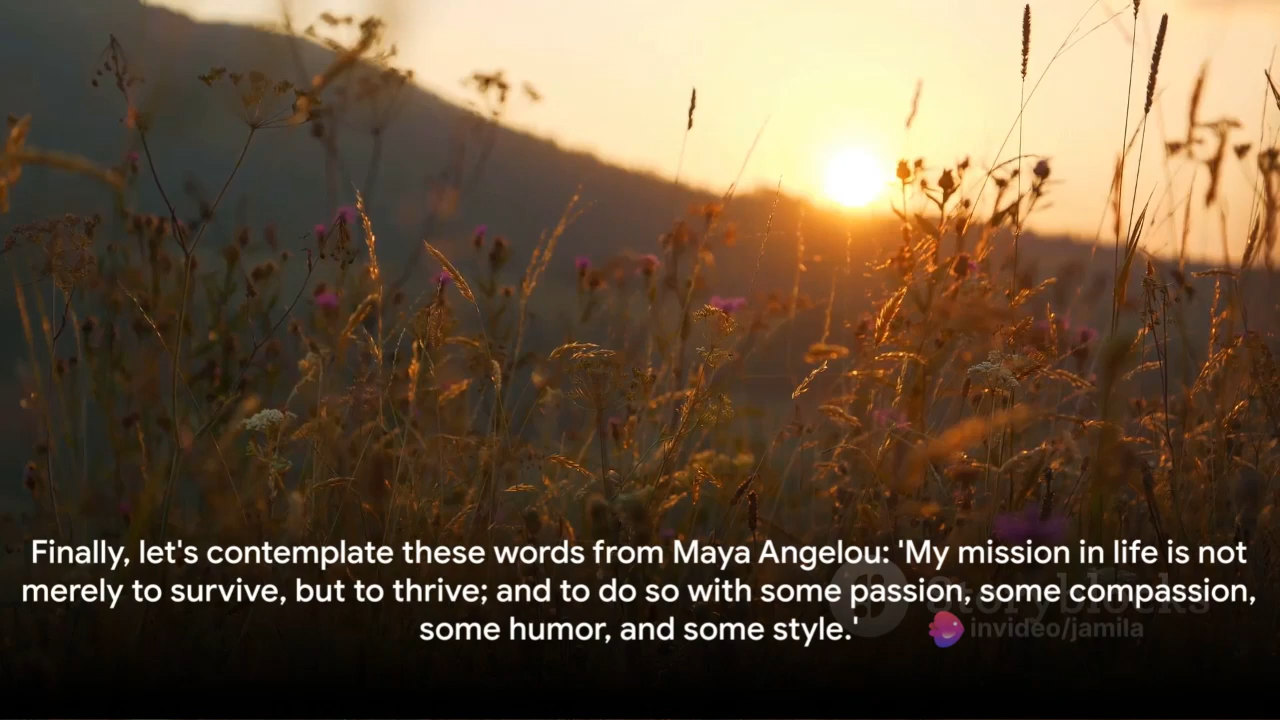 Finally, let's contemplate these words from Maya Angelou: 'My mission in life is not
merely to survive, but to thrive; and to do so with some passion, some compassion,
some humor, and some style.'
Storyblocks
invideo/jamila